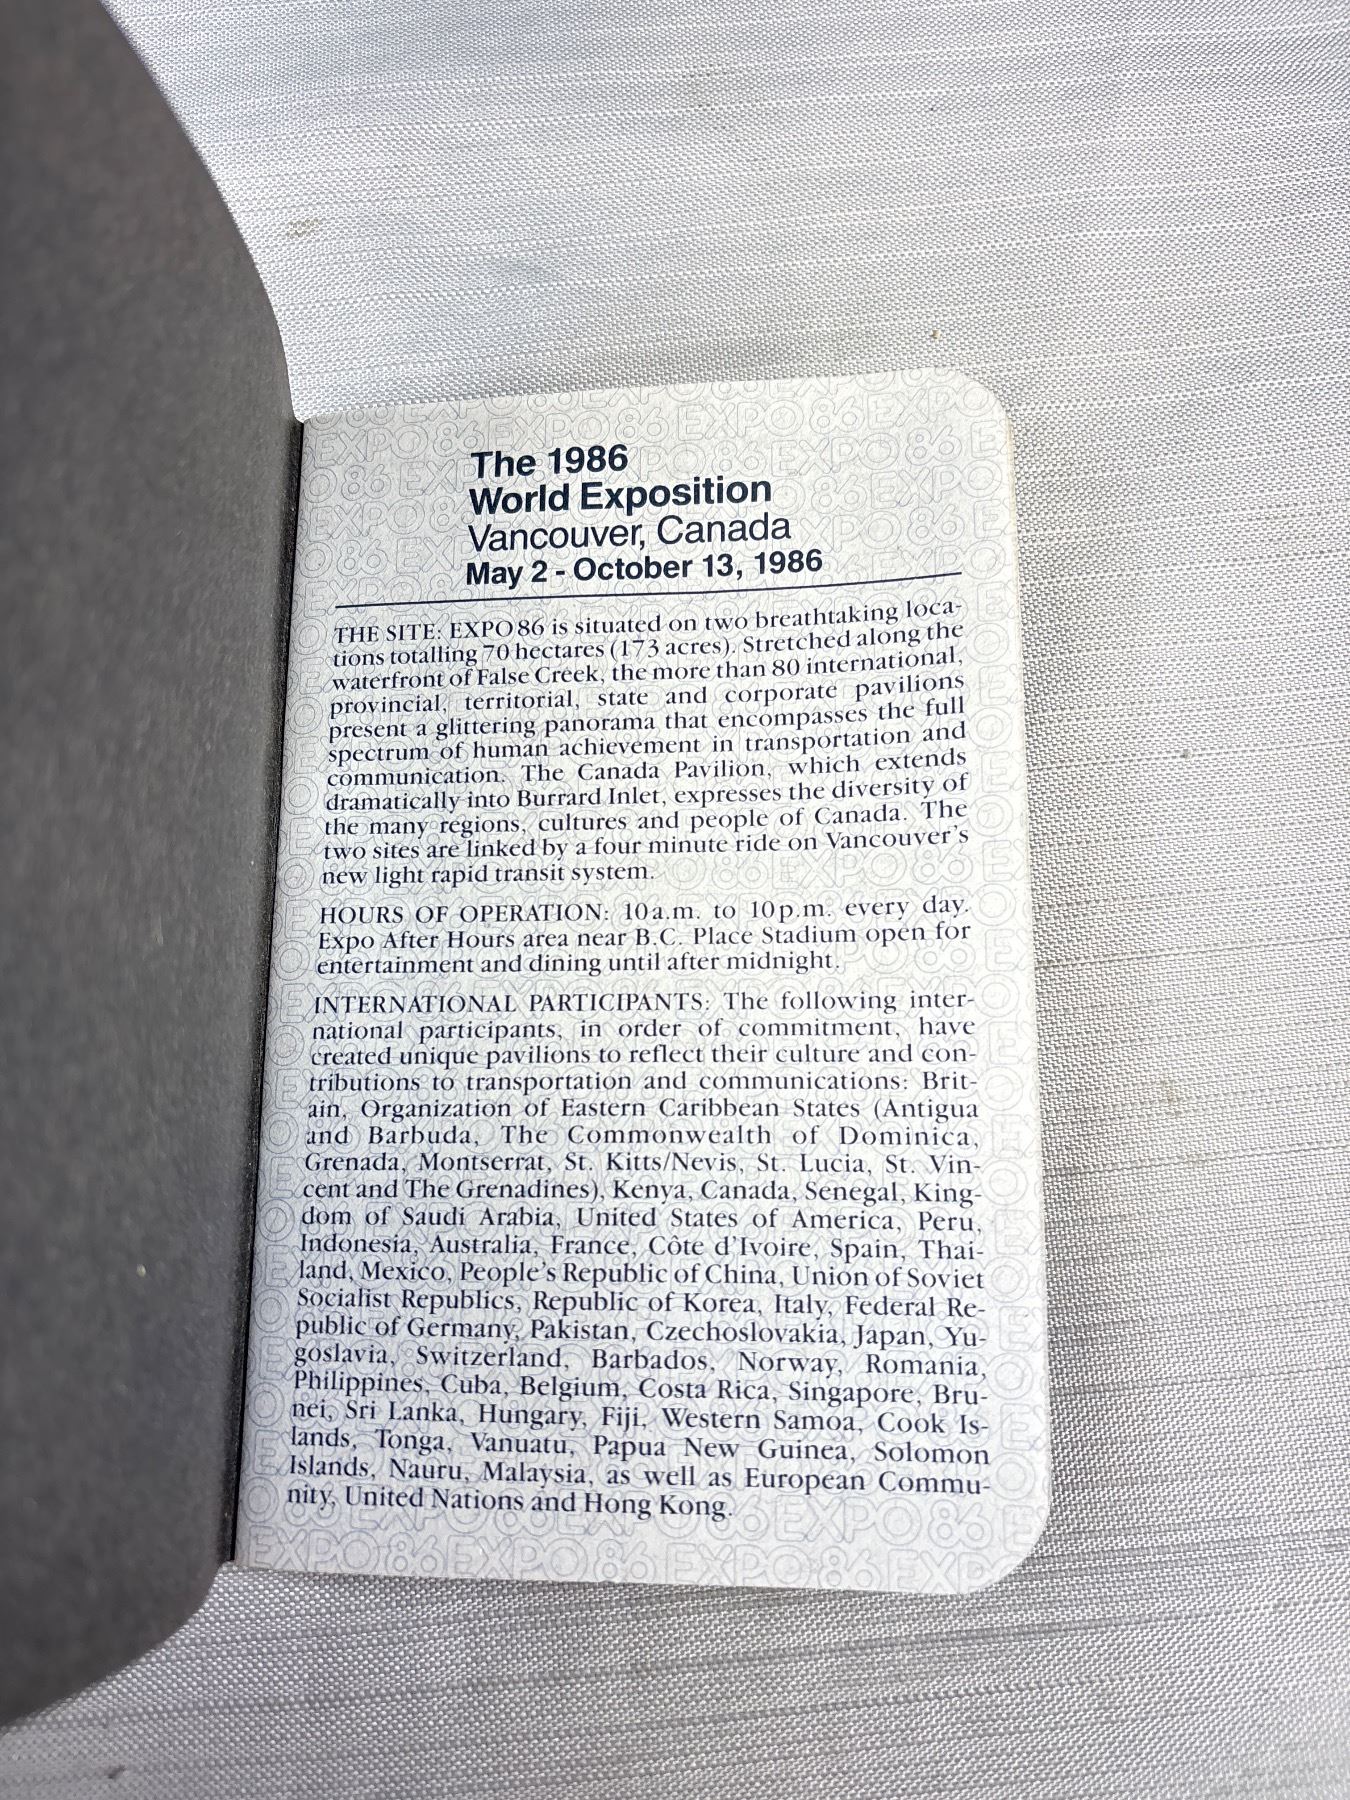 The 1986
World Exposition
Vancouver, Canada
May 2 - October 13, 1986
THE SITE: EXPO 86 is situated on two breathtaking loca-
tions totalling 70 hectares (173 acres). Stretched along the
waterfront of False Creek, the more than 80 international,
provincial, territorial, state and corporate pavilions
present a glittering panorama that encompasses the full
spectrum of human achievement in transportation and
communication. The Canada Pavilion, which extends
dramatically into Burrard Inlet, expresses the diversity of
the many regions, cultures and people of Canada. The
two sites are linked by a four minute ride on Vancouver's
new light rapid transit system.
HOURS OF OPERATION: 10 a.m. to 10 p.m. every day.
Expo After Hours area near B.C. Place Stadium open for
entertainment and dining until after midnight.
INTERNATIONAL PARTICIPANTS: The following inter-
national participants, in order of commitment, have
created unique pavilions to reflect their culture and con-
tributions to transportation and communications: Brit-
ain, Organization of Eastern Caribbean States (Antigua
and Barbuda, The Commonwealth of Dominica,
Grenada, Montserrat, St. Kitts/Nevis, St. Lucia, St. Vin-
cent and The Grenadines), Kenya, Canada, Senegal, King-
dom of Saudi Arabia, United States of America, Peru,
Indonesia, Australia, France, Côte d'Ivoire, Spain, Thai-
land, Mexico, People's Republic of China, Union of Soviet
Socialist Republics, Republic of Korea, Italy, Federal Re-
public of Germany, Pakistan, Czechoslovakia, Japan, Yu-
goslavia, Switzerland, Barbados, Norway, Romania,
Philippines, Cuba, Belgium, Costa Rica, Singapore, Bru-
nei, Sri Lanka, Hungary, Fiji, Western Samoa, Cook Is-
lands, Tonga, Vanuatu, Papua New Guinea, Solomon
Islands, Nauru, Malaysia, as well as European Commu-
nity, United Nations and Hong Kong.